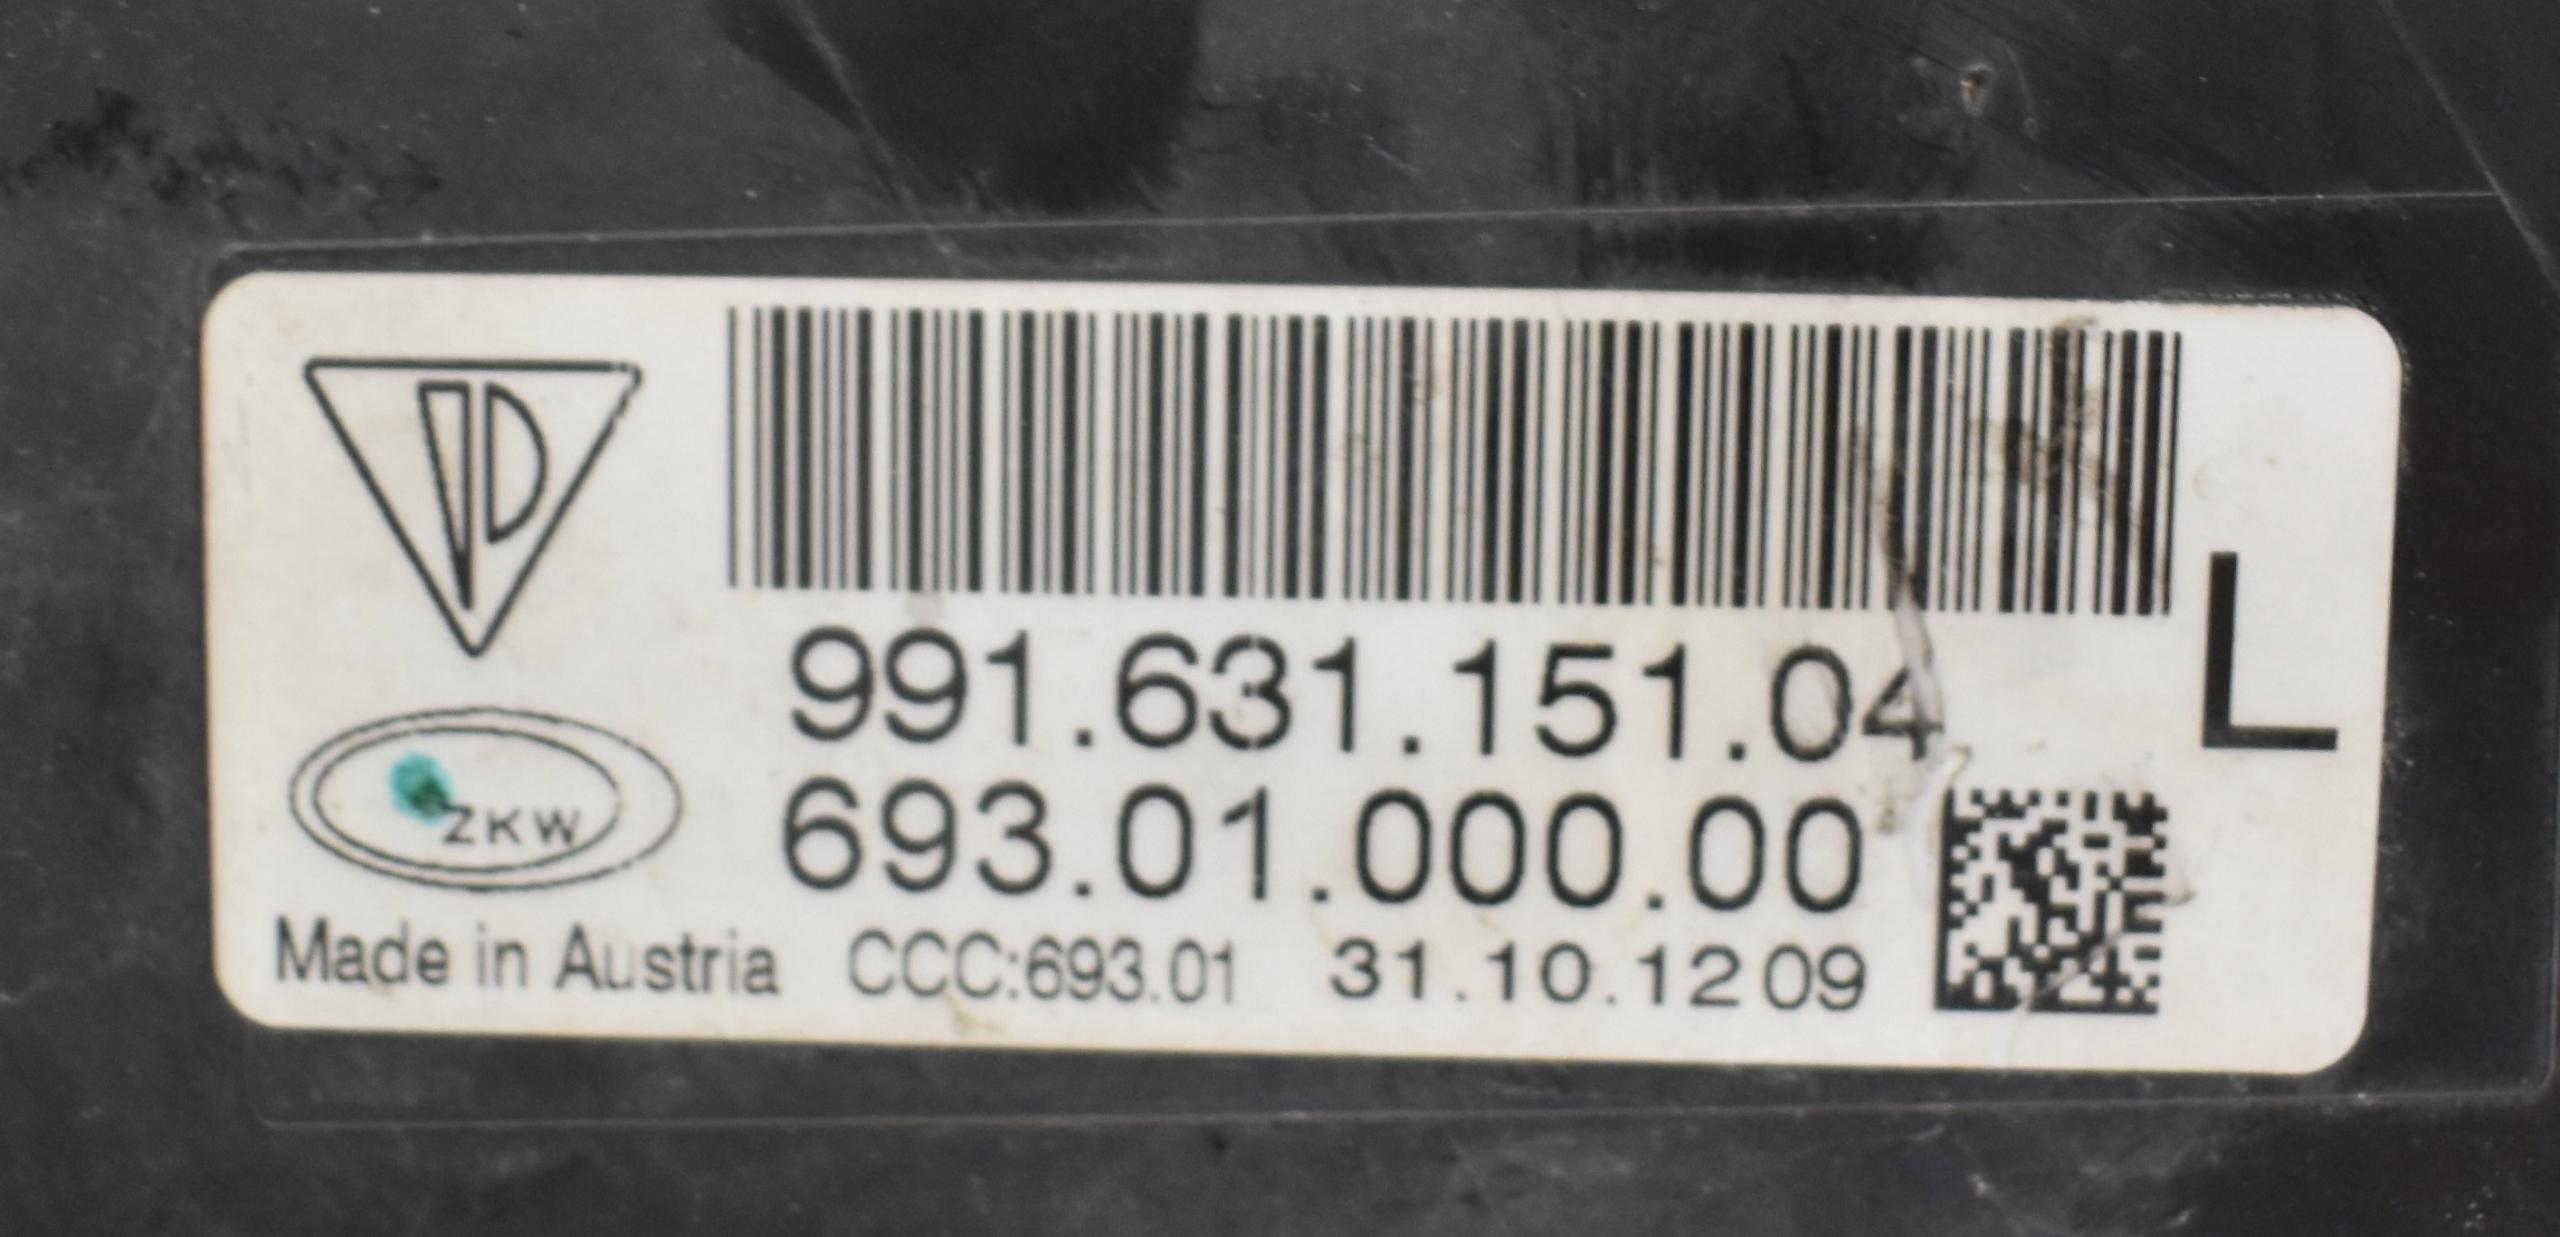 991.631.151.04
L
693.01.000.00
ZKW
Made in Austria CCC:693.01 31.10.12 09